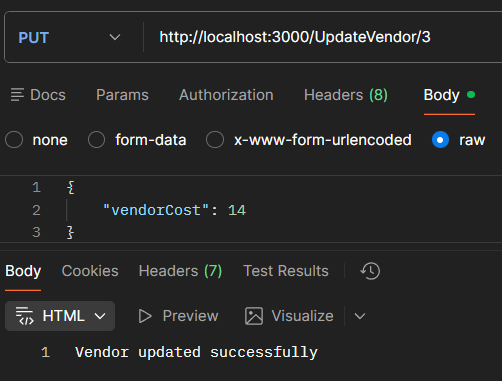 PUT http://localhost:3000/UpdateVendor/3
Docs Params Authorization Headers (8) Body
none form-data x-www-form-urlencoded raw
1 {
2 "vendorCost": 14
3 }
Body Cookies Headers (7) Test Results
HTML Preview Visualize
1 Vendor updated successfully